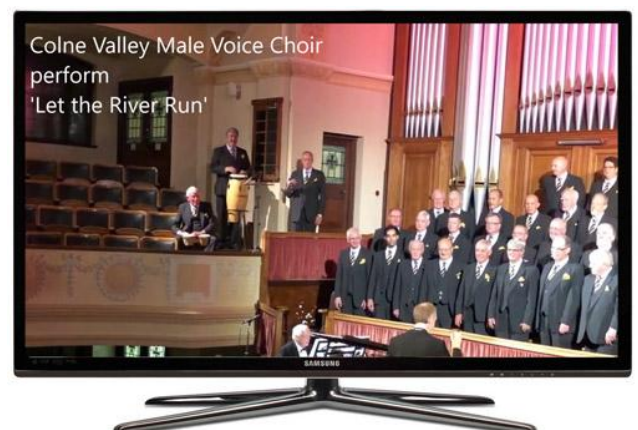 Colne Valley Male Voice Choir
perform
'Let the River Run'
SAMSUNG